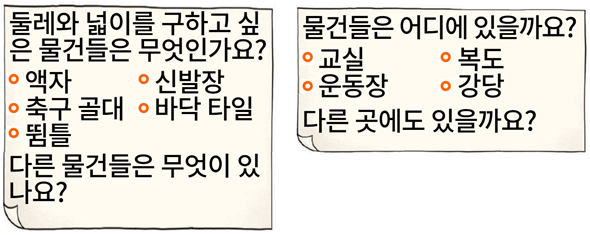 둘레와 넓이를 구하고 싶
은 물건들은 무엇인가요?
액자 신발장
축구 골대 바닥 타일
뜀틀
다른 물건들은 무엇이 있
나요?
물건들은 어디에 있을까요?
교실 복도
운동장 강당
다른 곳에도 있을까요?